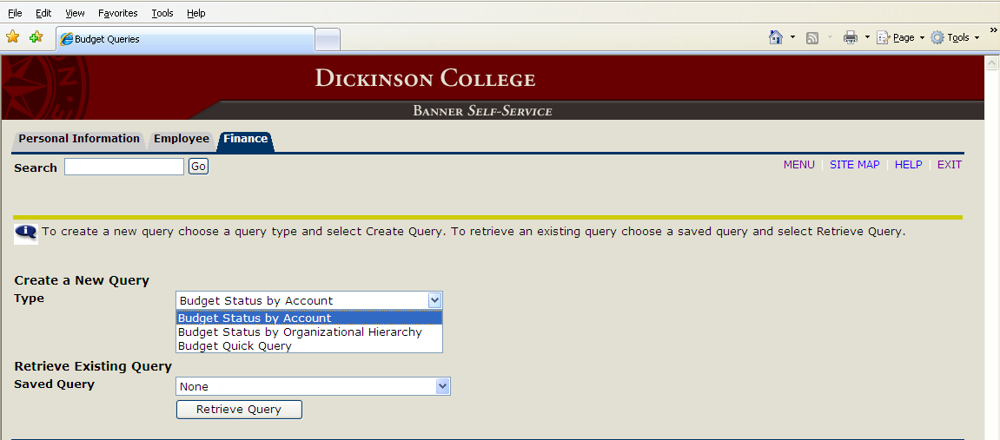 File Edit View Favorites Tools Help
Budget Queries
Page Tools »
DICKINSON COLLEGE
BANNER SELF-SERVICE
Personal Information Employee Finance
Search Go
MENU | SITE MAP | HELP | EXIT
To create a new query choose a query type and select Create Query. To retrieve an existing query choose a saved query and select Retrieve Query.
Create a New Query
Type
Budget Status by Account
Budget Status by Account
Budget Status by Organizational Hierarchy
Budget Quick Query
Retrieve Existing Query
Saved Query
None
Retrieve Query